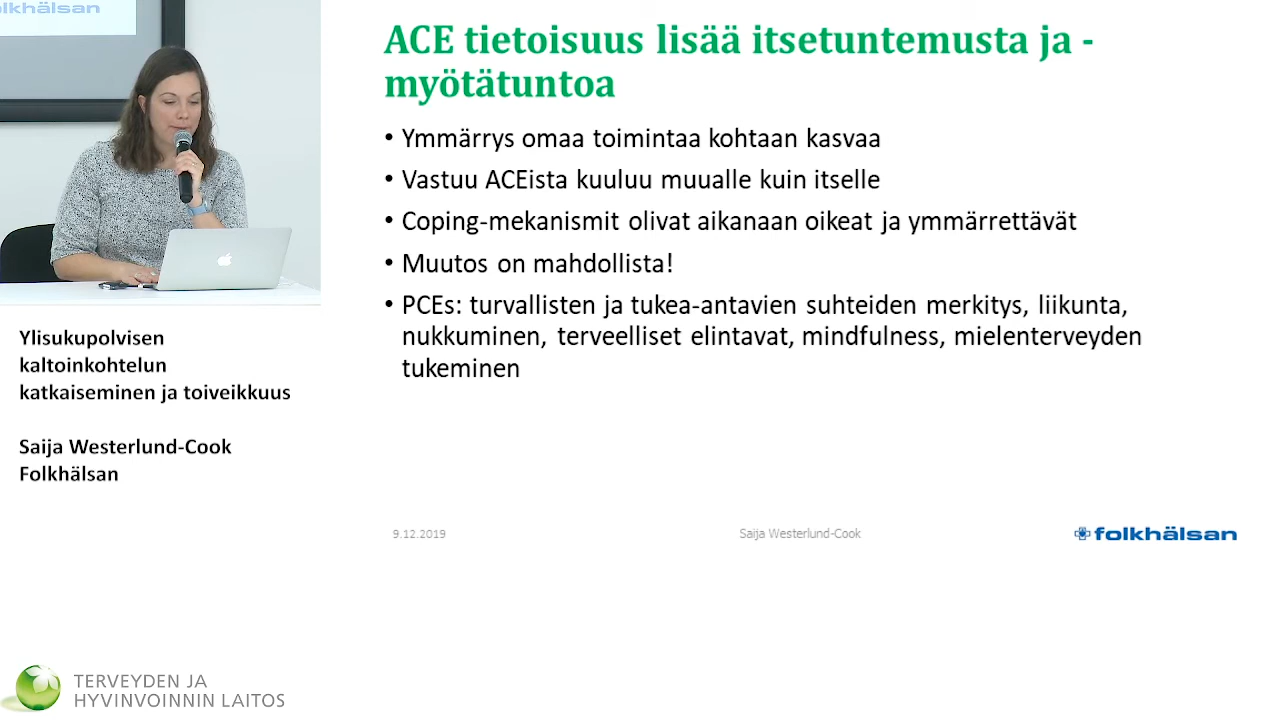 olkhälsan
ACE tietoisuus lisää itsetuntemusta ja -
myötätuntoa
• Ymmärrys omaa toimintaa kohtaan kasvaa
• Vastuu ACEista kuuluu muualle kuin itselle
• Coping-mekanismit olivat aikanaan oikeat ja ymmärrettävät
• Muutos on mahdollista!
• PCEs: turvallisten ja tukea-antavien suhteiden merkitys, liikunta,
nukkuminen, terveelliset elintavat, mindfulness, mielenterveyden
tukeminen
Ylisukupolvisen
kaltoinkohtelun
katkaiseminen ja toiveikkuus
Saija Westerlund-Cook
Folkhälsan
9.12.2019
Saija Westerlund-Cook
folkhälsan
TERVEYDEN JA
HYVINVOINNIN LAITOS